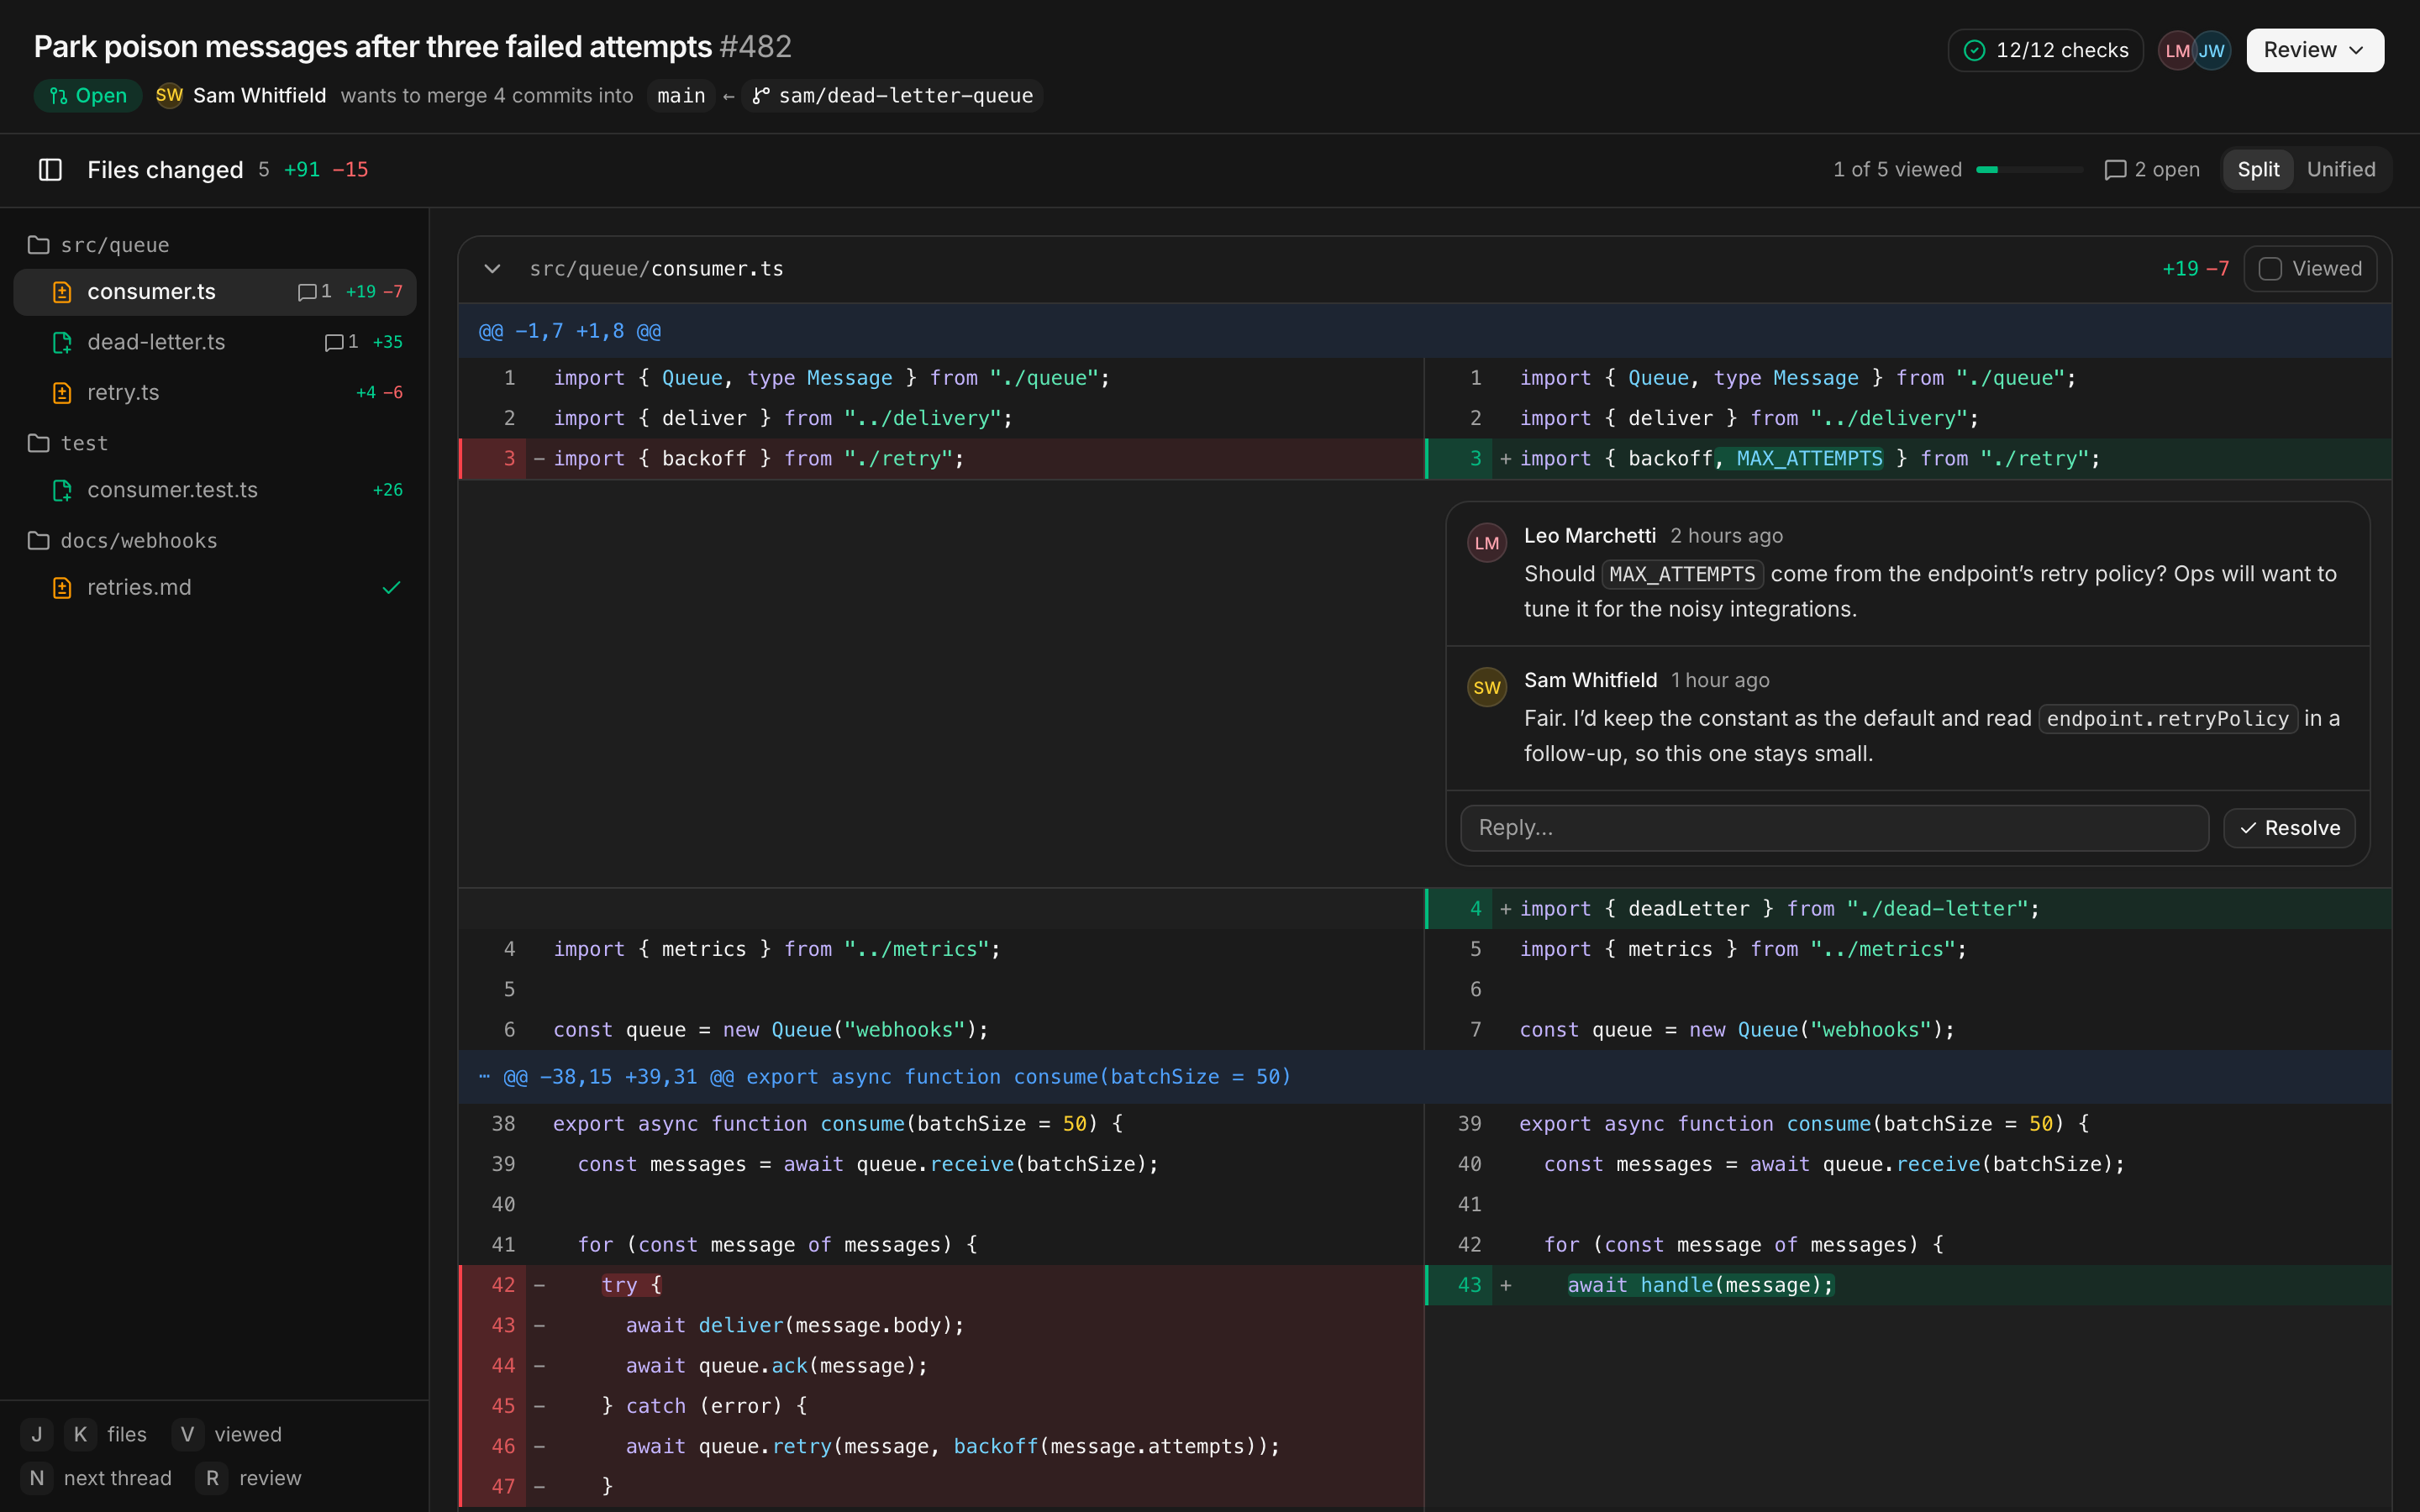 Park poison messages after three failed attempts #482
12/12 checks
LM
JW
Review
Open
SW Sam Whitfield wants to merge 4 commits into main ← sam/dead-letter-queue
Files changed 5 +91 −15
1 of 5 viewed
2 open
Split
Unified
src/queue
consumer.ts 1 +19 −7
dead-letter.ts 1 +35
retry.ts +4 −6
test
consumer.test.ts +26
docs/webhooks
retries.md
J K files V viewed
N next thread R review
src/queue/consumer.ts
+19 −7
Viewed
@@ −1,7 +1,8 @@
1 import { Queue, type Message } from "./queue";
2 import { deliver } from "../delivery";
3 − import { backoff } from "./retry";
1 import { Queue, type Message } from "./queue";
2 import { deliver } from "../delivery";
3 + import { backoff, MAX_ATTEMPTS } from "./retry";
LM Leo Marchetti 2 hours ago
Should MAX_ATTEMPTS come from the endpoint’s retry policy? Ops will want to
tune it for the noisy integrations.
SW Sam Whitfield 1 hour ago
Fair. I’d keep the constant as the default and read endpoint.retryPolicy in a
follow-up, so this one stays small.
Reply...
Resolve
4 import { metrics } from "../metrics";
5
6 const queue = new Queue("webhooks");
4 + import { deadLetter } from "./dead-letter";
5 import { metrics } from "../metrics";
6
7 const queue = new Queue("webhooks");
⋯ @@ −38,15 +39,31 @@ export async function consume(batchSize = 50)
38 export async function consume(batchSize = 50) {
39 const messages = await queue.receive(batchSize);
40
41 for (const message of messages) {
42 − try {
43 − await deliver(message.body);
44 − await queue.ack(message);
45 − } catch (error) {
46 − await queue.retry(message, backoff(message.attempts));
47 − }
39 export async function consume(batchSize = 50) {
40 const messages = await queue.receive(batchSize);
41
42 for (const message of messages) {
43 + await handle(message);